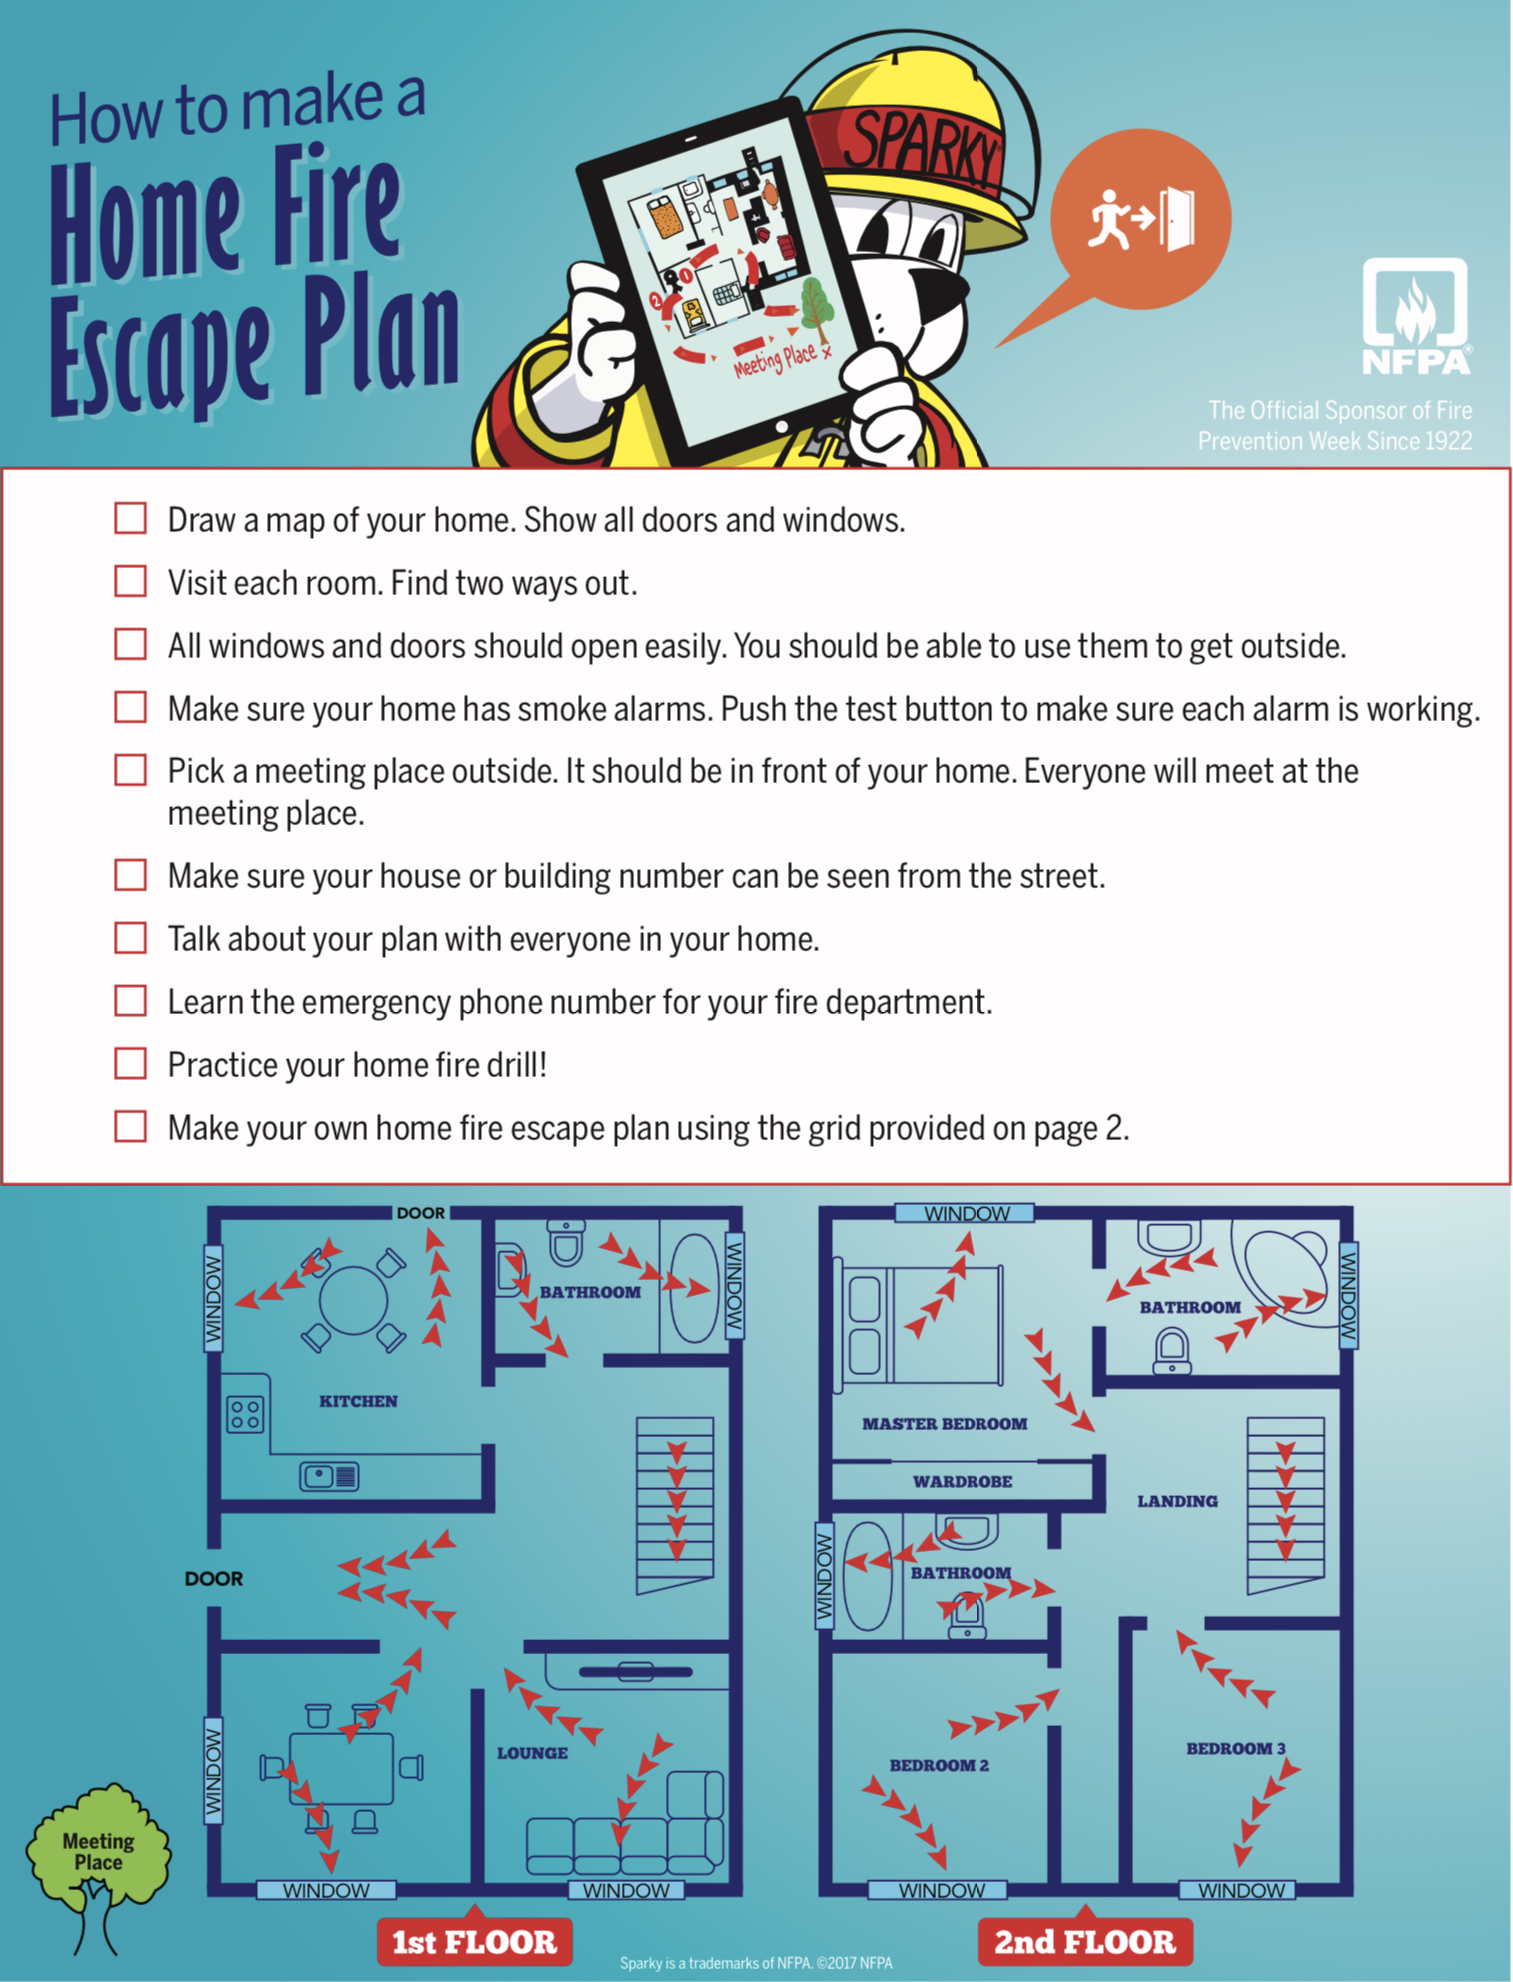 How to make a
Home Fire
Escape Plan
SPARKY
1
2
Meeting Place x
NFPA®
The Official Sponsor of Fire
Prevention Week Since 1922
Draw a map of your home. Show all doors and windows.
Visit each room. Find two ways out.
All windows and doors should open easily. You should be able to use them to get outside.
Make sure your home has smoke alarms. Push the test button to make sure each alarm is working.
Pick a meeting place outside. It should be in front of your home. Everyone will meet at the
meeting place.
Make sure your house or building number can be seen from the street.
Talk about your plan with everyone in your home.
Learn the emergency phone number for your fire department.
Practice your home fire drill!
Make your own home fire escape plan using the grid provided on page 2.
DOOR
WINDOW
BATHROOM
WINDOW
KITCHEN
DOOR
WINDOW
LOUNGE
WINDOW
WINDOW
1st FLOOR
Meeting
Place
WINDOW
BATHROOM
WINDOW
MASTER BEDROOM
WARDROBE
LANDING
WINDOW
BATHROOM
BEDROOM 2
BEDROOM 3
WINDOW
WINDOW
2nd FLOOR
Sparky is a trademarks of NFPA. ©2017 NFPA